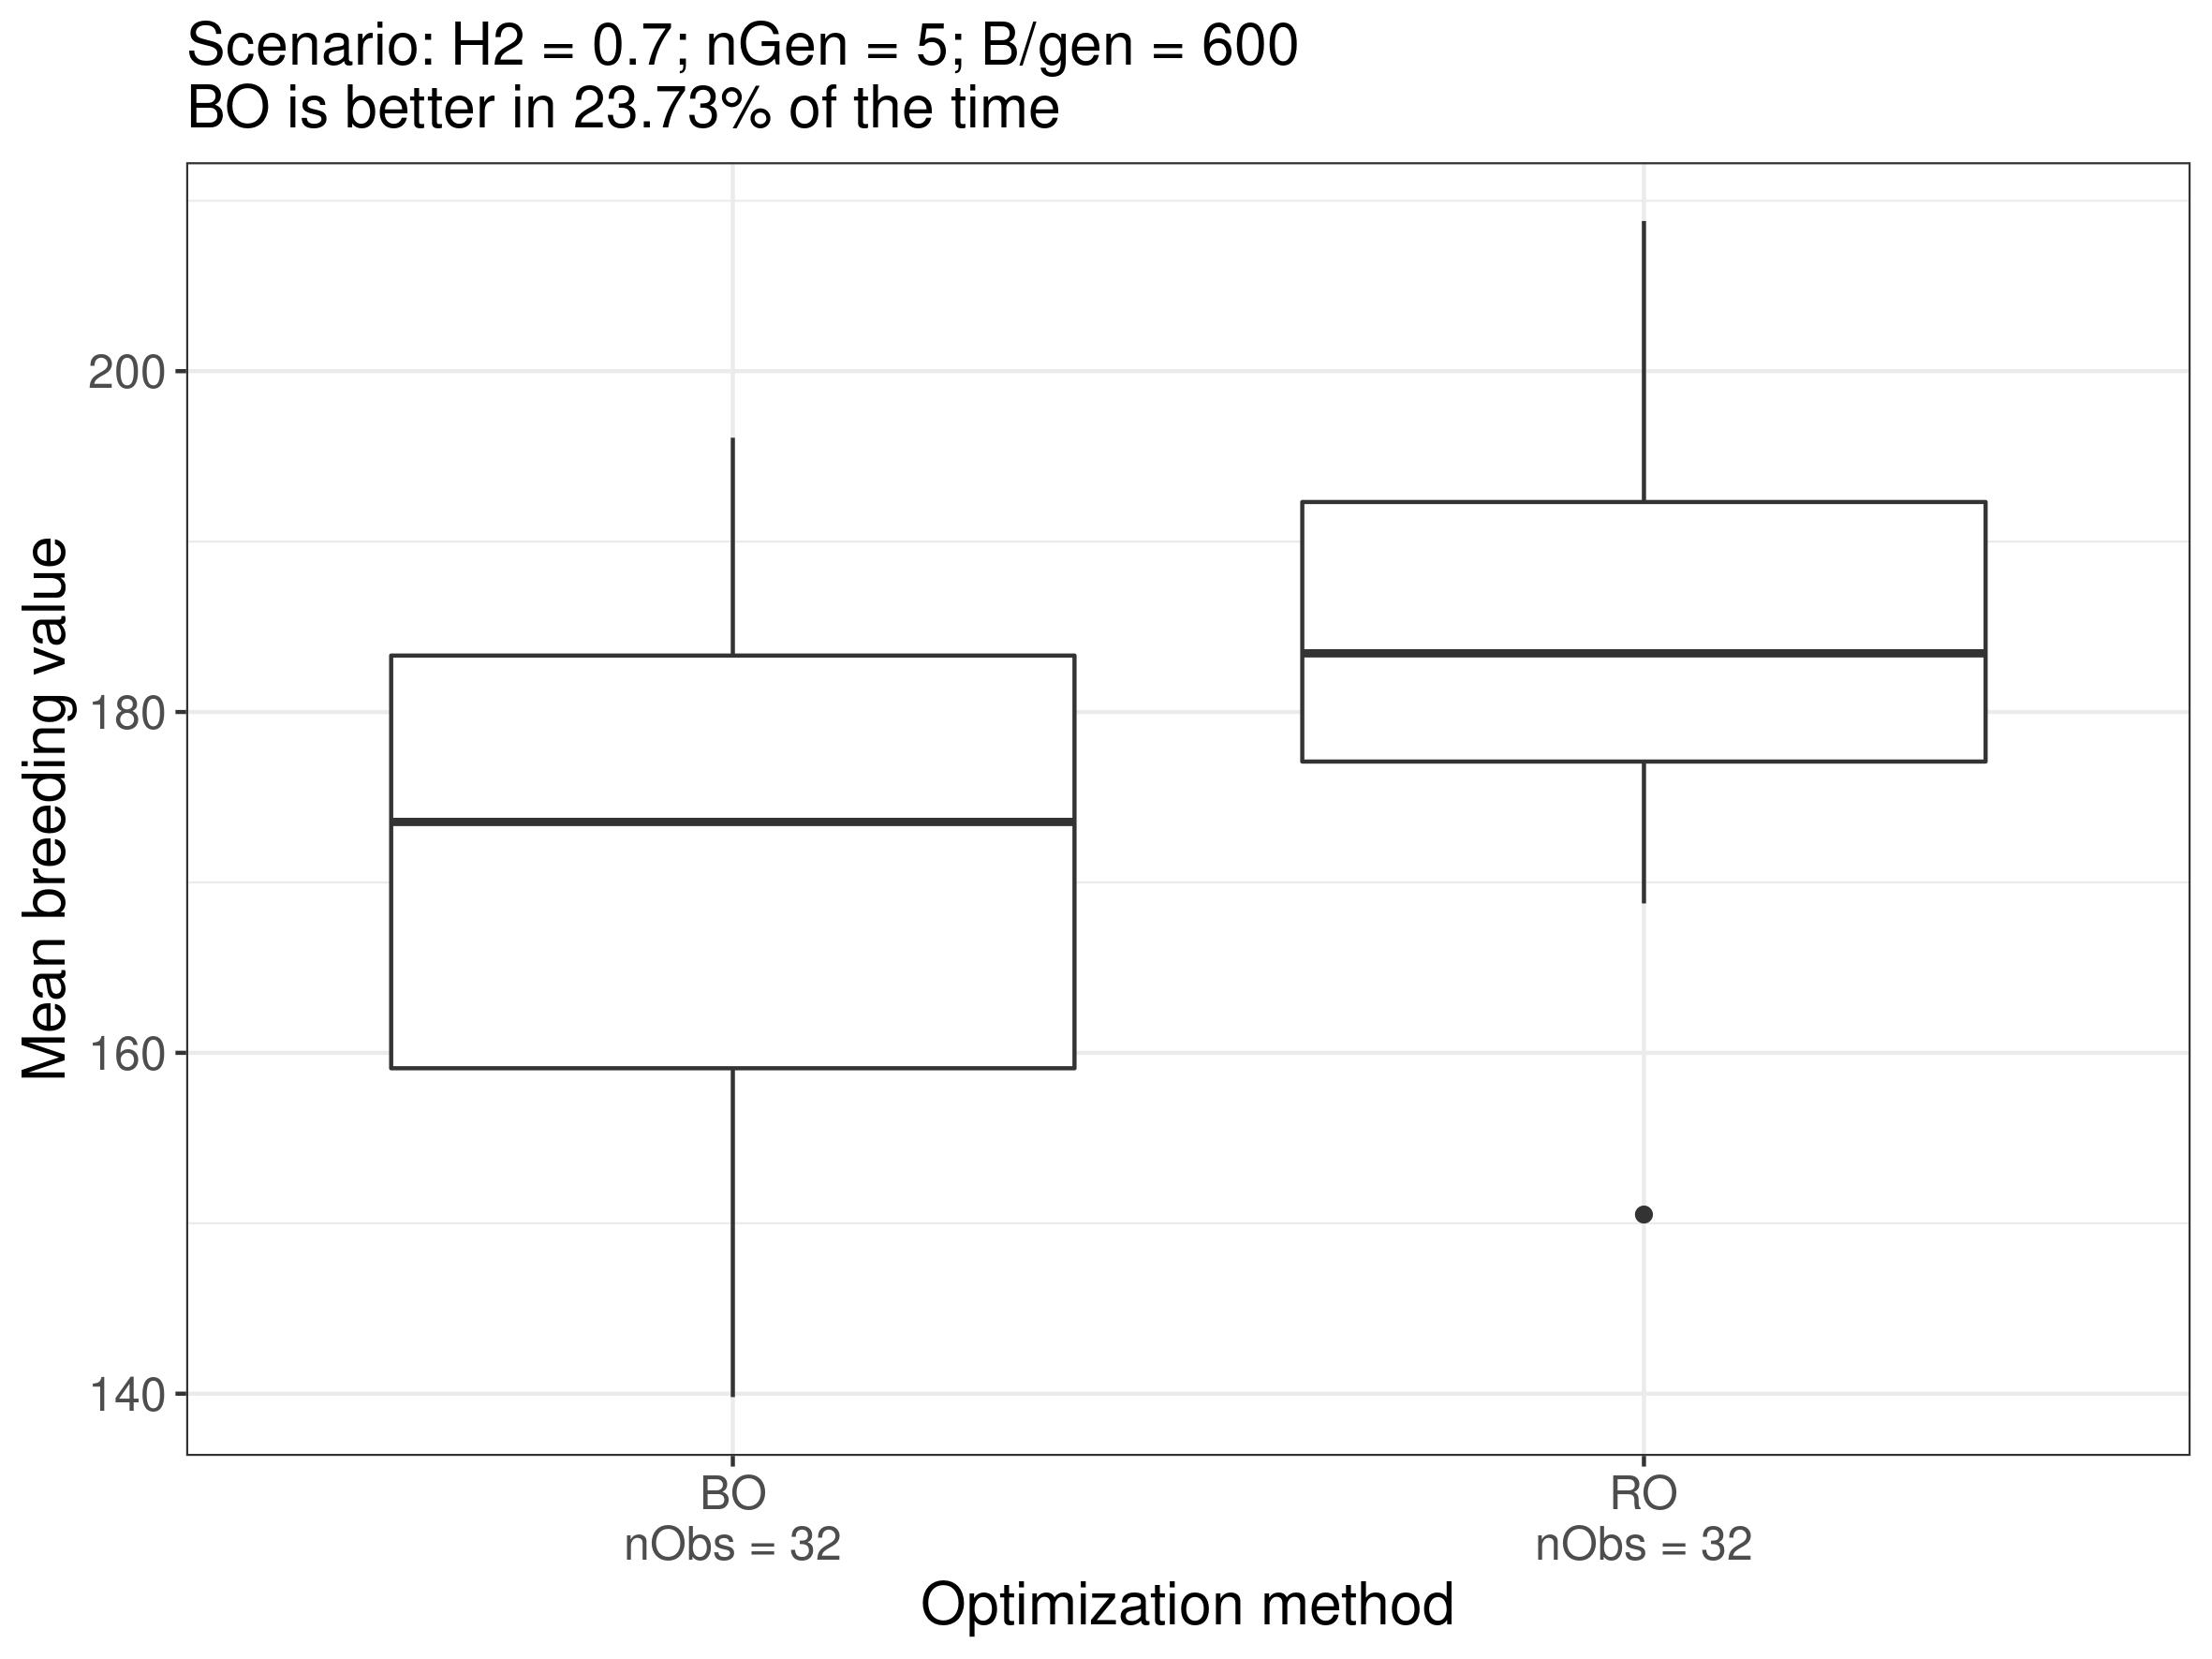 Scenario: H2 = 0.7; nGen = 5; B/gen = 600
BO is better in 23.73% of the time
Mean breeding value
200
180
160
140
BO
nObs = 32
RO
nObs = 32
Optimization method